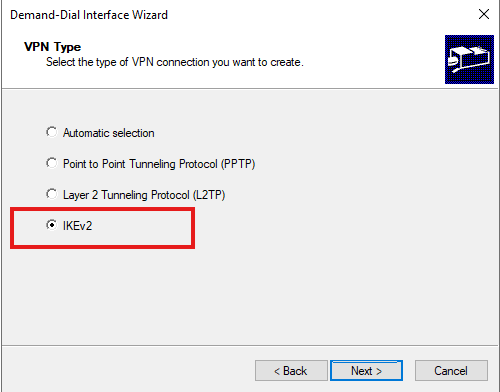 Demand-Dial Interface Wizard
VPN Type
Select the type of VPN connection you want to create.
Automatic selection
Point to Point Tunneling Protocol (PPTP)
Layer 2 Tunneling Protocol (L2TP)
IKEv2
< Back
Next >
Cancel